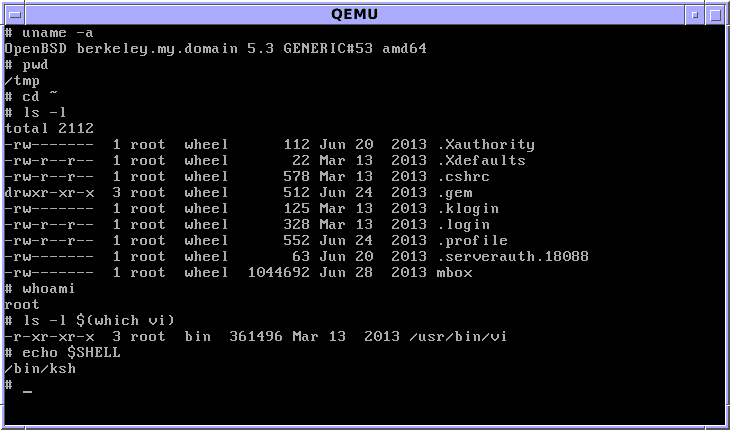 QEMU
# uname -a
OpenBSD berkeley.my.domain 5.3 GENERIC#53 amd64
# pwd
/tmp
# cd ~
# ls -l
total 2112
-rw-------  1 root  wheel      112 Jun 20  2013 .Xauthority
-rw-r--r--  1 root  wheel       22 Mar 13  2013 .Xdefaults
-rw-r--r--  1 root  wheel      578 Mar 13  2013 .cshrc
drwxr-xr-x  3 root  wheel      512 Jun 24  2013 .gem
-rw-------  1 root  wheel      125 Mar 13  2013 .klogin
-rw-r--r--  1 root  wheel      328 Mar 13  2013 .login
-rw-r--r--  1 root  wheel      552 Jun 24  2013 .profile
-rw-------  1 root  wheel       63 Jun 20  2013 .serverauth.18088
-rw-------  1 root  wheel  1044692 Jun 28  2013 mbox
# whoami
root
# ls -l $(which vi)
-r-xr-xr-x  3 root  bin  361496 Mar 13  2013 /usr/bin/vi
# echo $SHELL
/bin/ksh
# _